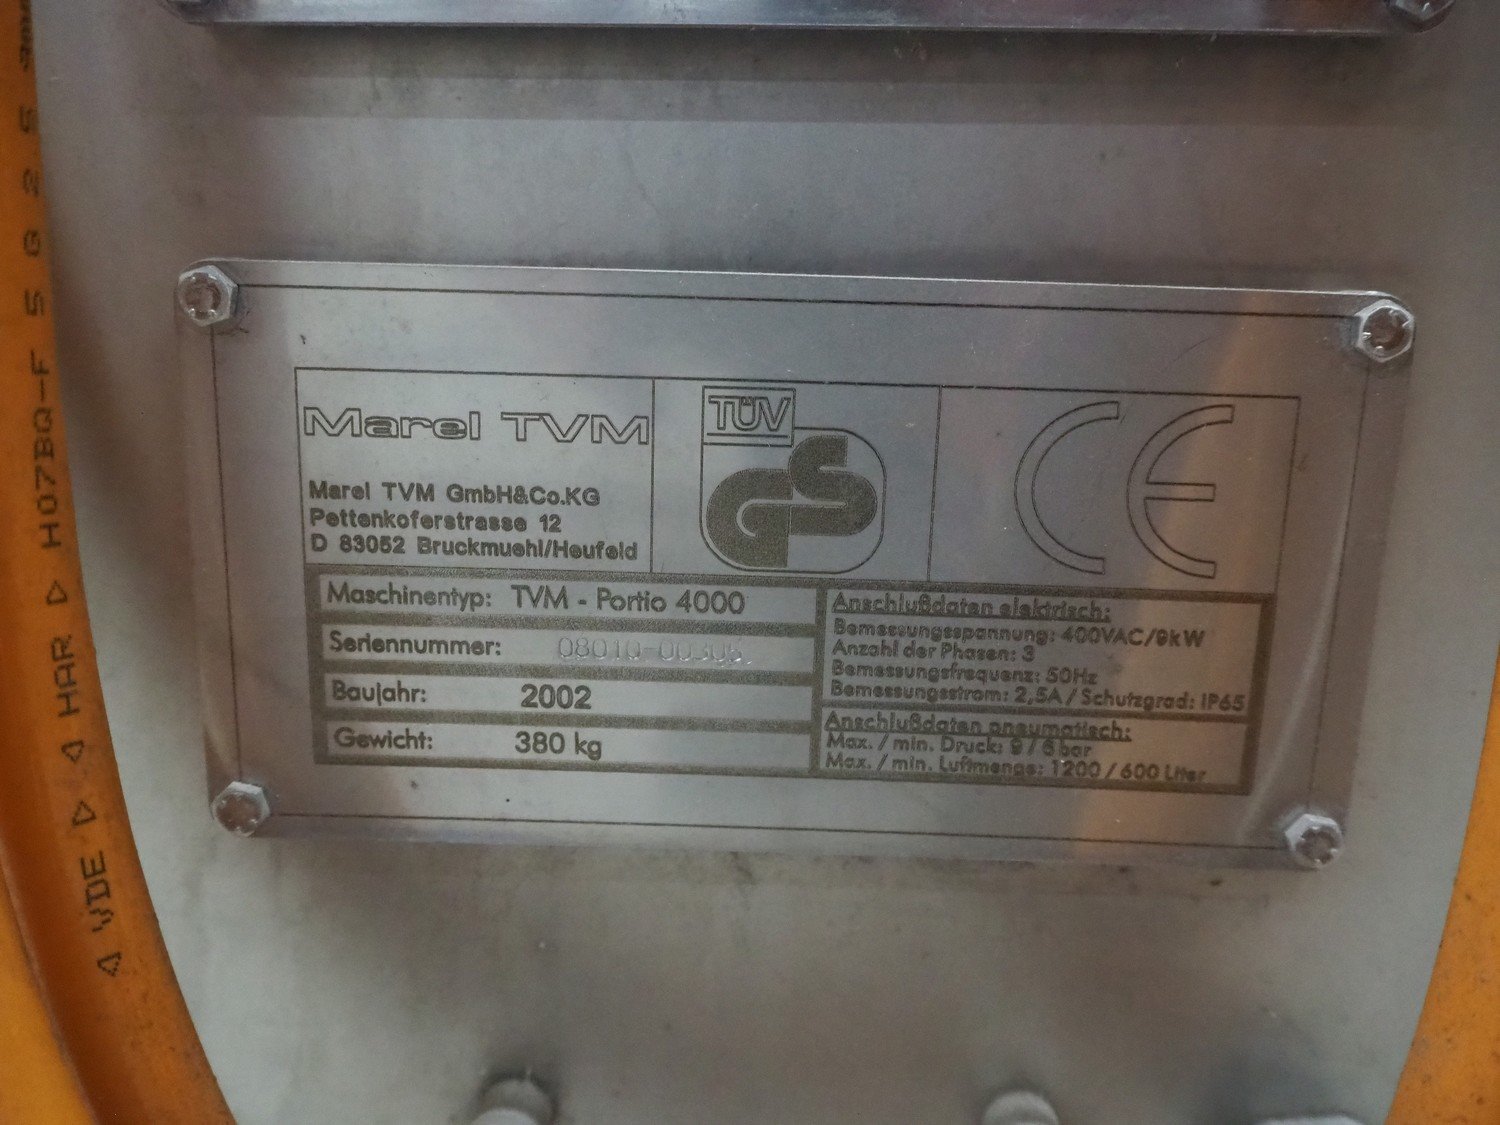 Marel TVM
Marel TVM GmbH&Co.KG
Pettenkoferstrasse 12
D 83052 Bruckmuehl/Heufeld
TÜV
GS
CE
Maschinentyp: TVM - Portio 4000
Seriennummer:
Baujahr: 2002
Gewicht: 380 kg
Anschlußdaten elektrisch:
Bemessungsspannung: 400VAC/9kW
Anzahl der Phasen: 3
Bemessungsfrequenz: 50Hz
Bemessungsstrom: 2,5A / Schutzgrad: IP65
Anschlußdaten pneumatisch:
Max. / min. Druck: 9 / 6 bar
Max. / min. Luftmenge: 1200 / 600 Liter
VDE HAR H07BQ-F 5G2